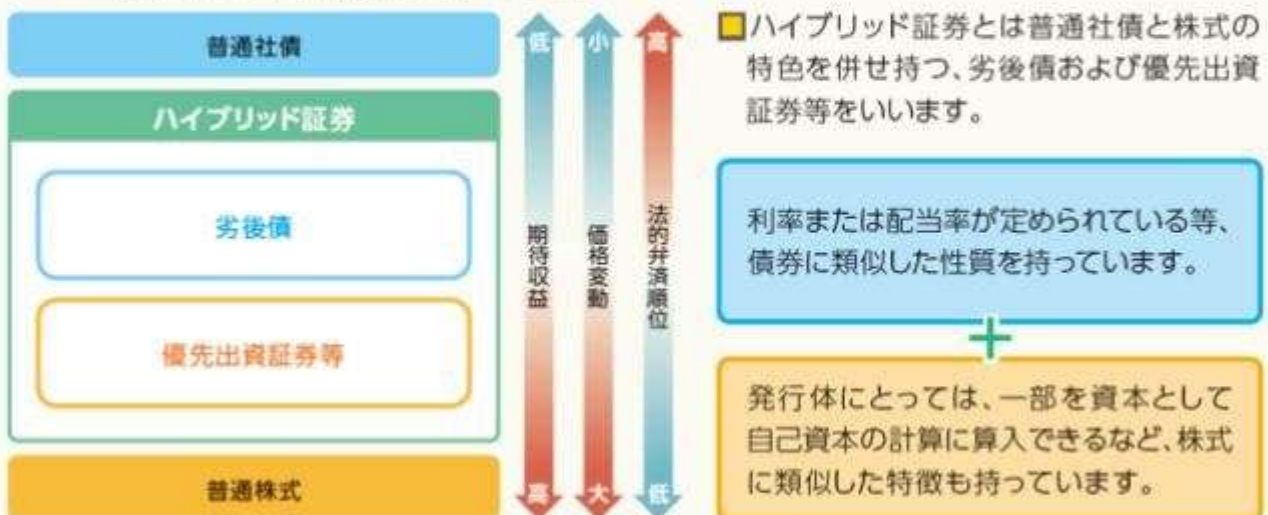 普通社債
ハイブリッド証券
劣後債
優先出資証券等
普通株式
低
期待収益
高
小
価格変動
大
高
法的弁済順位
低
ハイブリッド証券とは普通社債と株式の
特色を併せ持つ、劣後債および優先出資
証券等をいいます。
利率または配当率が定められている等、
債券に類似した性質を持っています。
+
発行体にとっては、一部を資本として
自己資本の計算に算入できるなど、株式
に類似した特徴も持っています。